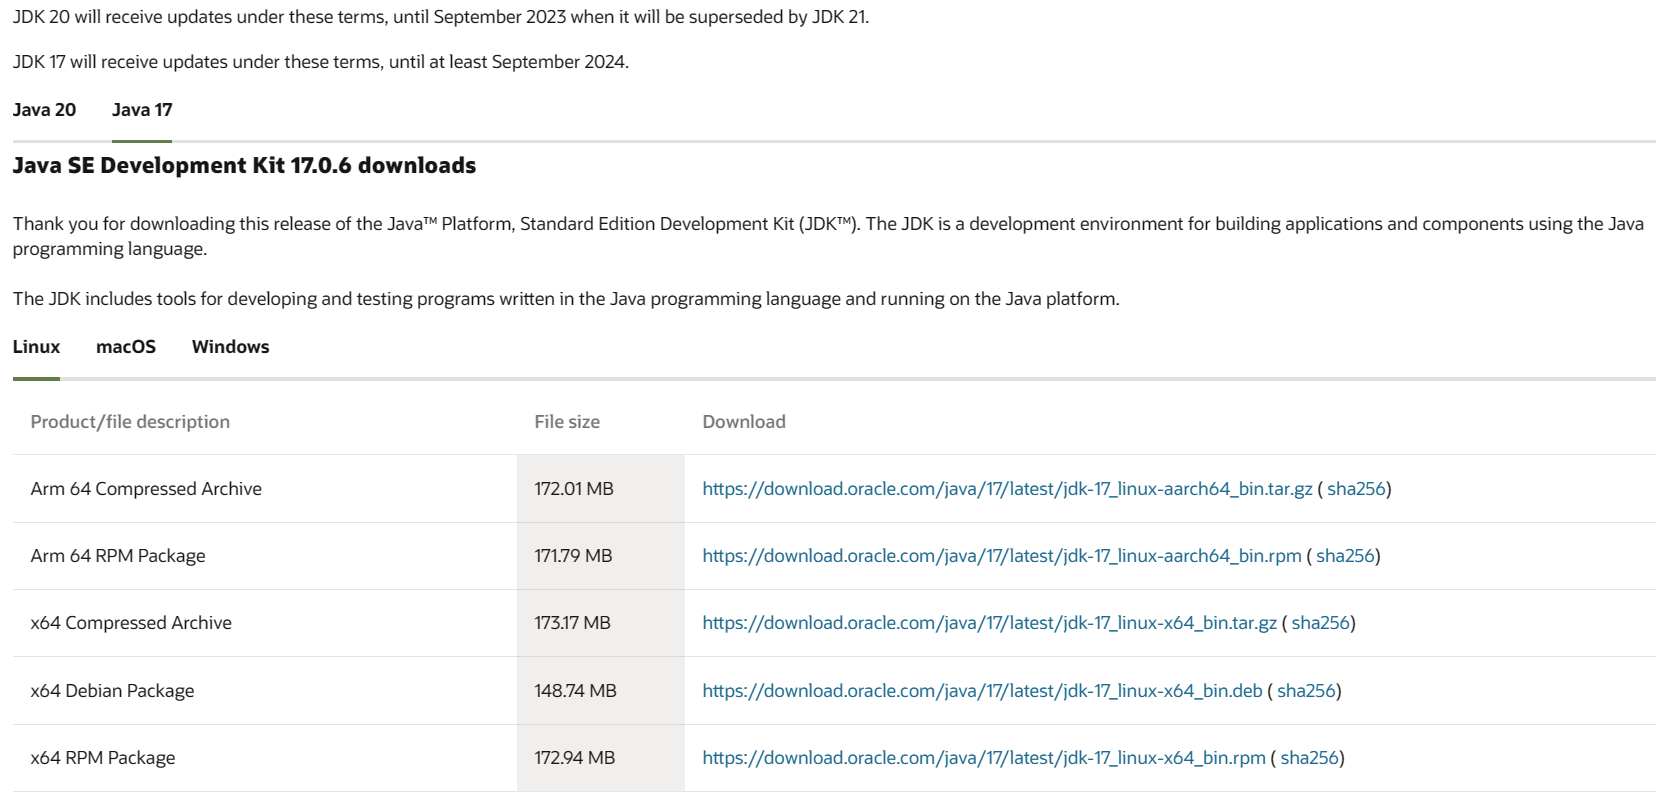 JDK 20 will receive updates under these terms, until September 2023 when it will be superseded by JDK 21.
JDK 17 will receive updates under these terms, until at least September 2024.
Java 20 Java 17
Java SE Development Kit 17.0.6 downloads
Thank you for downloading this release of the Java™ Platform, Standard Edition Development Kit (JDK™). The JDK is a development environment for building applications and components using the Java
programming language.
The JDK includes tools for developing and testing programs written in the Java programming language and running on the Java platform.
Linux macOS Windows
Product/file description File size Download
Arm 64 Compressed Archive 172.01 MB https://download.oracle.com/java/17/latest/jdk-17_linux-aarch64_bin.tar.gz ( sha256)
Arm 64 RPM Package 171.79 MB https://download.oracle.com/java/17/latest/jdk-17_linux-aarch64_bin.rpm ( sha256)
x64 Compressed Archive 173.17 MB https://download.oracle.com/java/17/latest/jdk-17_linux-x64_bin.tar.gz ( sha256)
x64 Debian Package 148.74 MB https://download.oracle.com/java/17/latest/jdk-17_linux-x64_bin.deb ( sha256)
x64 RPM Package 172.94 MB https://download.oracle.com/java/17/latest/jdk-17_linux-x64_bin.rpm ( sha256)